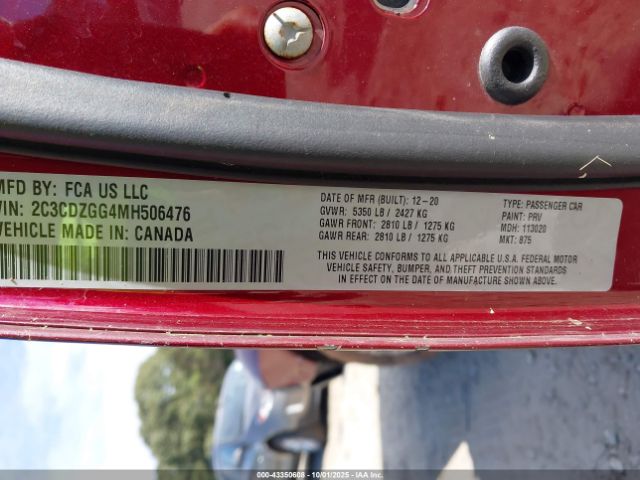 MFD BY: FCA US LLC
VIN: 2C3CDZGG4MH506476
VEHICLE MADE IN: CANADA
DATE OF MFR (BUILT): 12-20
GVWR: 5350 LB / 2427 KG
GAWR FRONT: 2810 LB / 1275 KG
GAWR REAR: 2810 LB / 1275 KG
THIS VEHICLE CONFORMS TO ALL APPLICABLE U.S.A. FEDERAL MOTOR
VEHICLE SAFETY, BUMPER, AND THEFT PREVENTION STANDARDS
IN EFFECT ON THE DATE OF MANUFACTURE SHOWN ABOVE.
TYPE: PASSENGER CAR
PAINT: PRV
MDH: 113020
MKT: 875
000-43350608 - 10/01/2025 - IAAI.COM